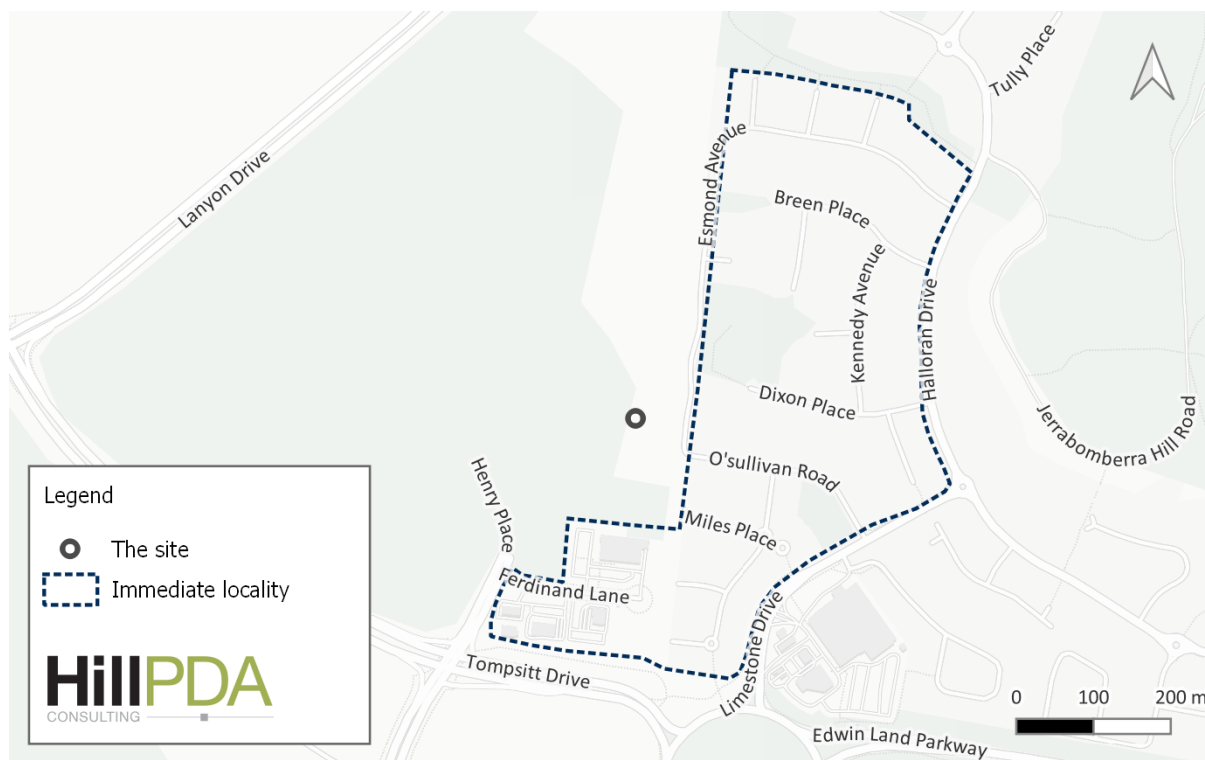 Tully Place
Lanyon Drive
Esmond Avenue
Breen Place
Kennedy Avenue
Halloran Drive
Dixon Place
Jerrabomberra Hill Road
O'sullivan Road
Henry Place
Miles Place
Ferdinand Lane
Limestone Drive
Tompsitt Drive
Edwin Land Parkway
0 100 200 m
Legend
The site
Immediate locality
HillPDA
CONSULTING